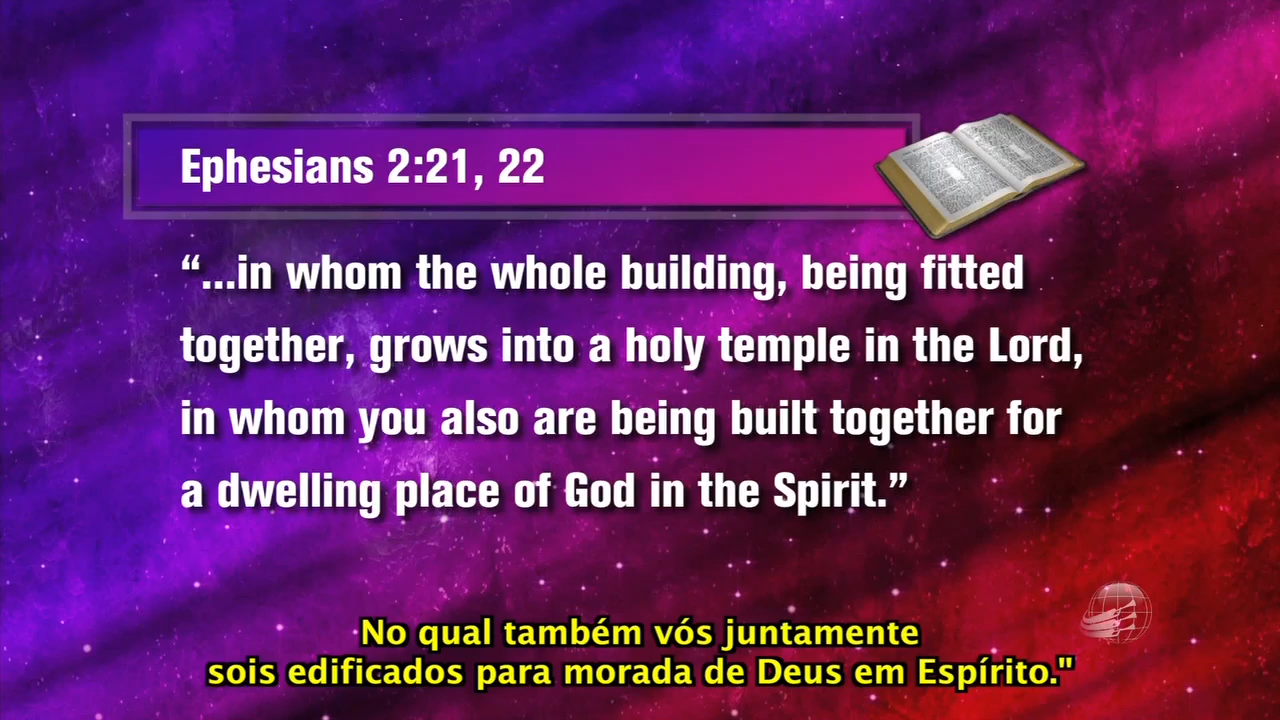 Ephesians 2:21, 22
“...in whom the whole building, being fitted
together, grows into a holy temple in the Lord,
in whom you also are being built together for
a dwelling place of God in the Spirit.”
No qual também vós juntamente
sois edificados para morada de Deus em Espírito."